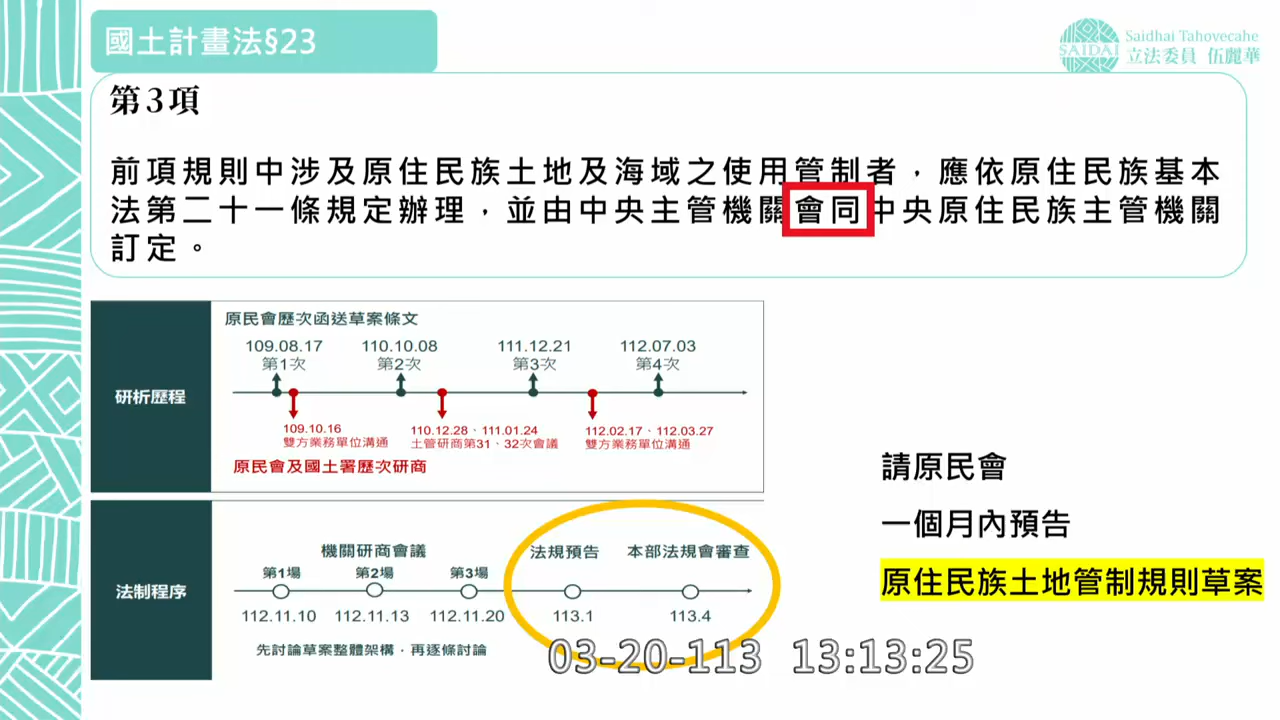 國土計畫法§23
SAIDAI
Saidhai Tahovecahe
立法委員 伍麗華
第3項
前項規則中涉及原住民族土地及海域之使用管制者，應依原住民族基本
法第二十一條規定辦理，並由中央主管機關會同中央原住民族主管機關
訂定。
研析歷程
原民會歷次函送草案條文
109.08.17 110.10.08 111.12.21 112.07.03
第1次 第2次 第3次 第4次
109.10.16 110.12.28、111.01.24 112.02.17、112.03.27
雙方業務單位溝通 土管研商第31、32次會議 雙方業務單位溝通
原民會及國土署歷次研商
法制程序
機關研商會議 法規預告 本部法規會審查
第1場 第2場 第3場
112.11.10 112.11.13 112.11.20 113.1 113.4
先討論草案整體架構，再逐條討論
請原民會
一個月內預告
原住民族土地管制規則草案
03-20-113 13:13:25